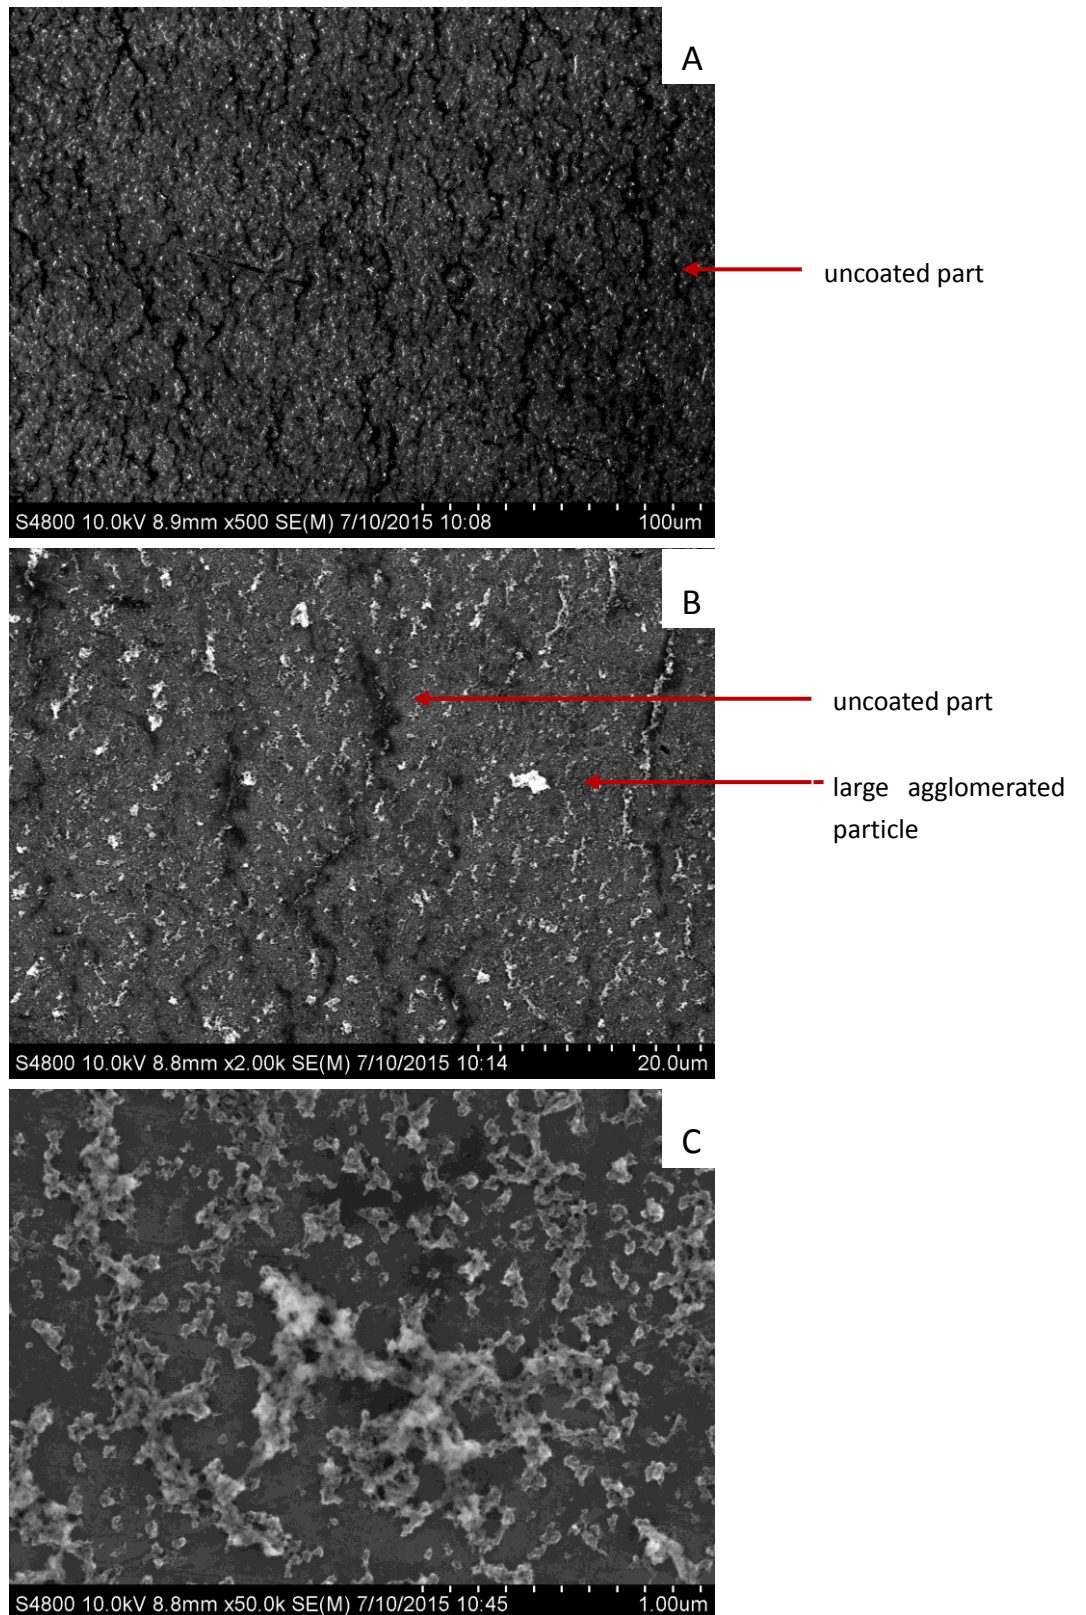 A
uncoated part
S4800 10.0kV 8.9mm x500 SE(M) 7/10/2015 10:08 100um
B
uncoated part
large agglomerated
particle
S4800 10.0kV 8.8mm x2.00k SE(M) 7/10/2015 10:14 20.0um
C
S4800 10.0kV 8.8mm x50.0k SE(M) 7/10/2015 10:45 1.00um